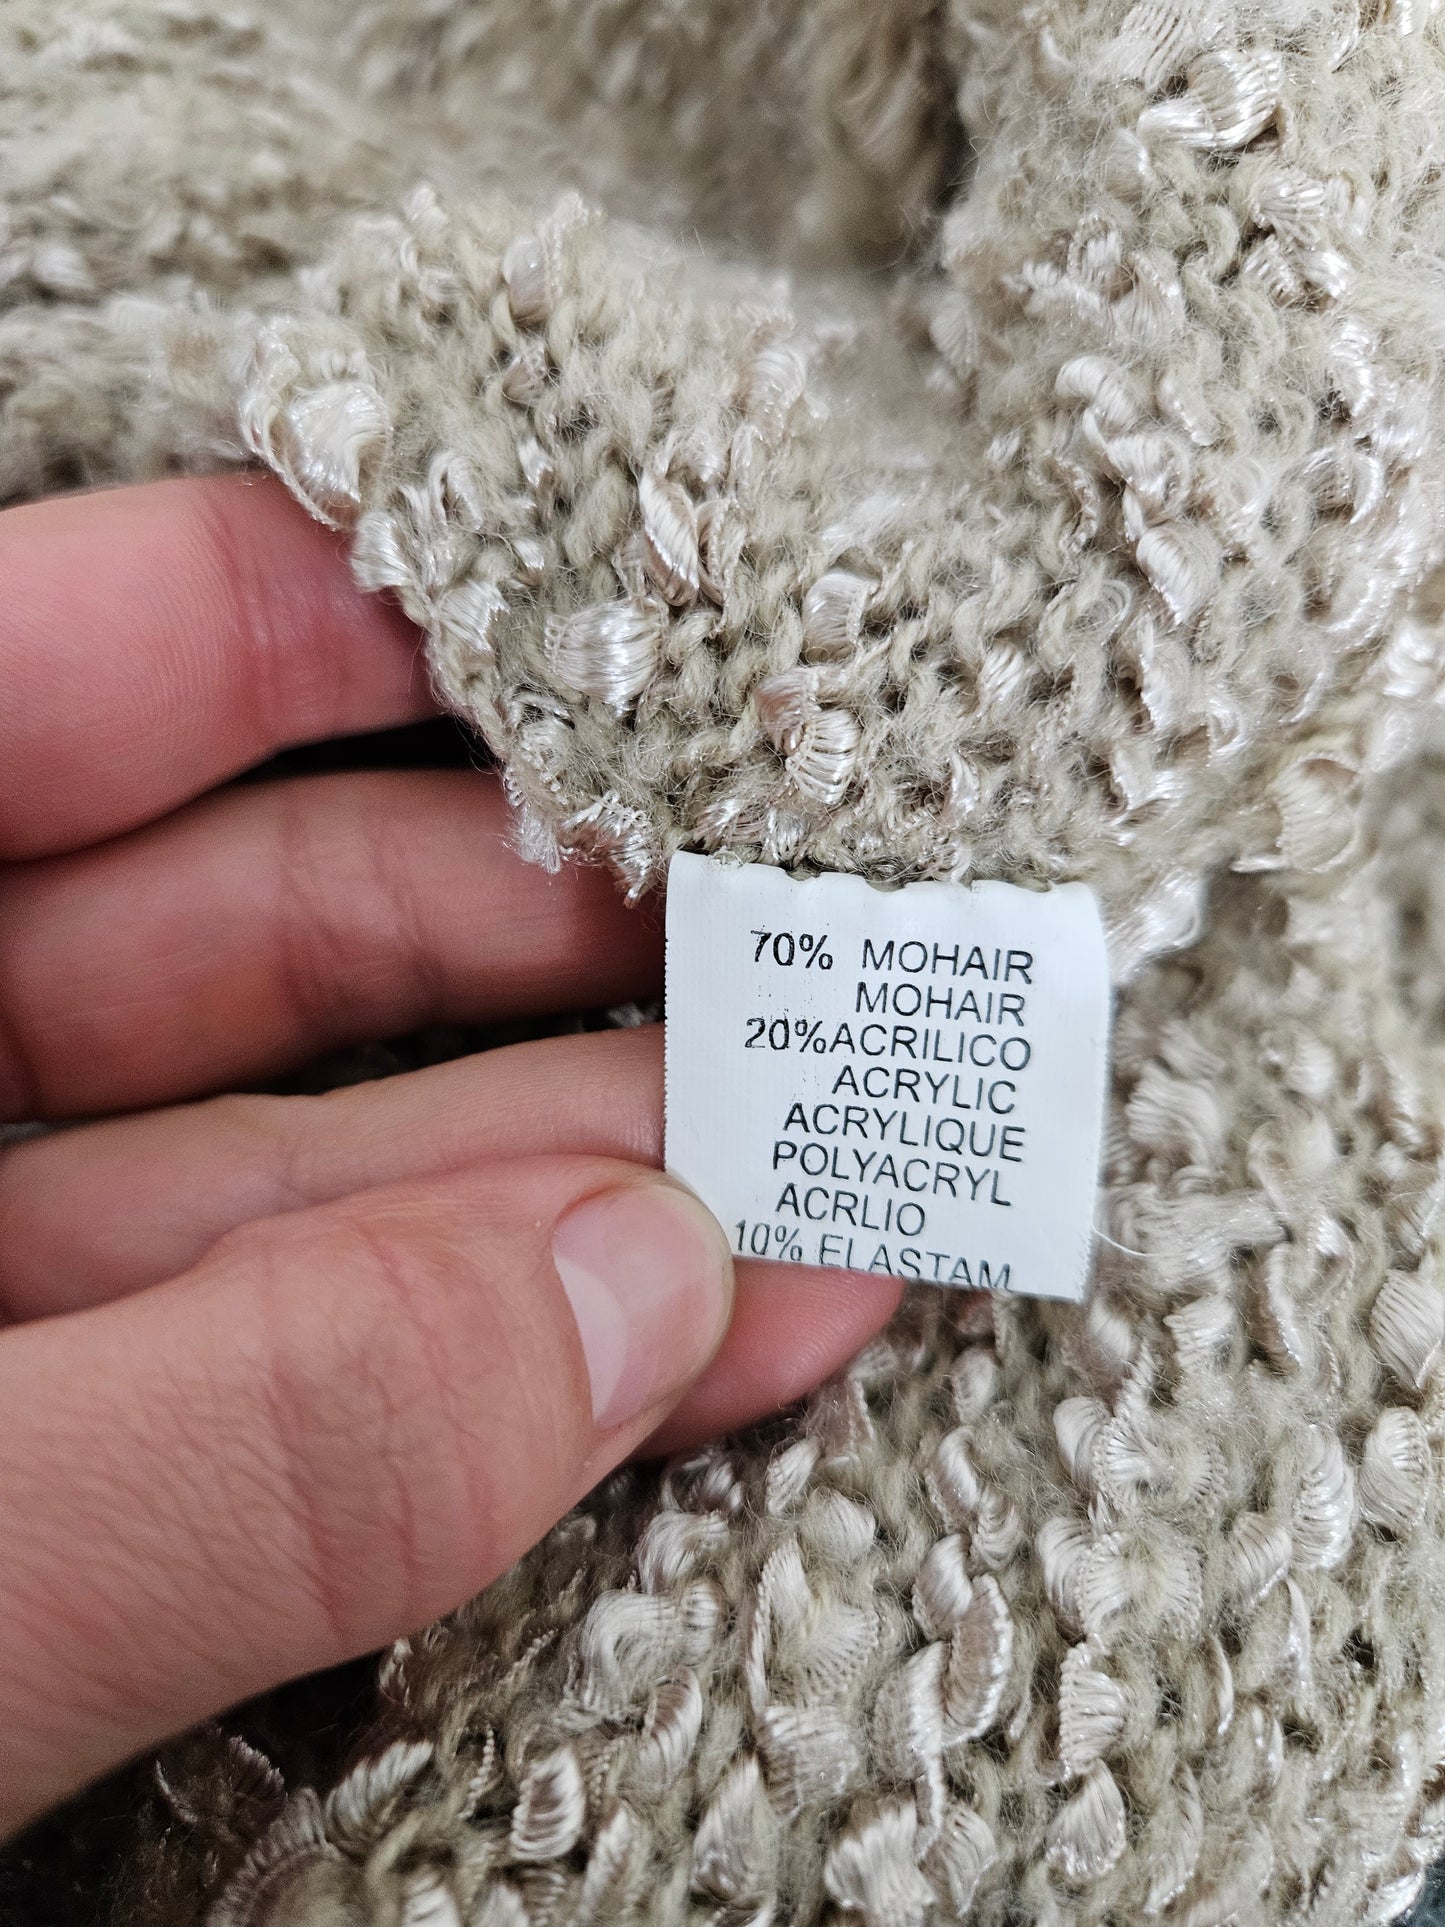 70% MOHAIR
MOHAIR
20%ACRILICO
ACRYLIC
ACRYLIQUE
POLYACRYL
ACRLIO
10% ELASTAM